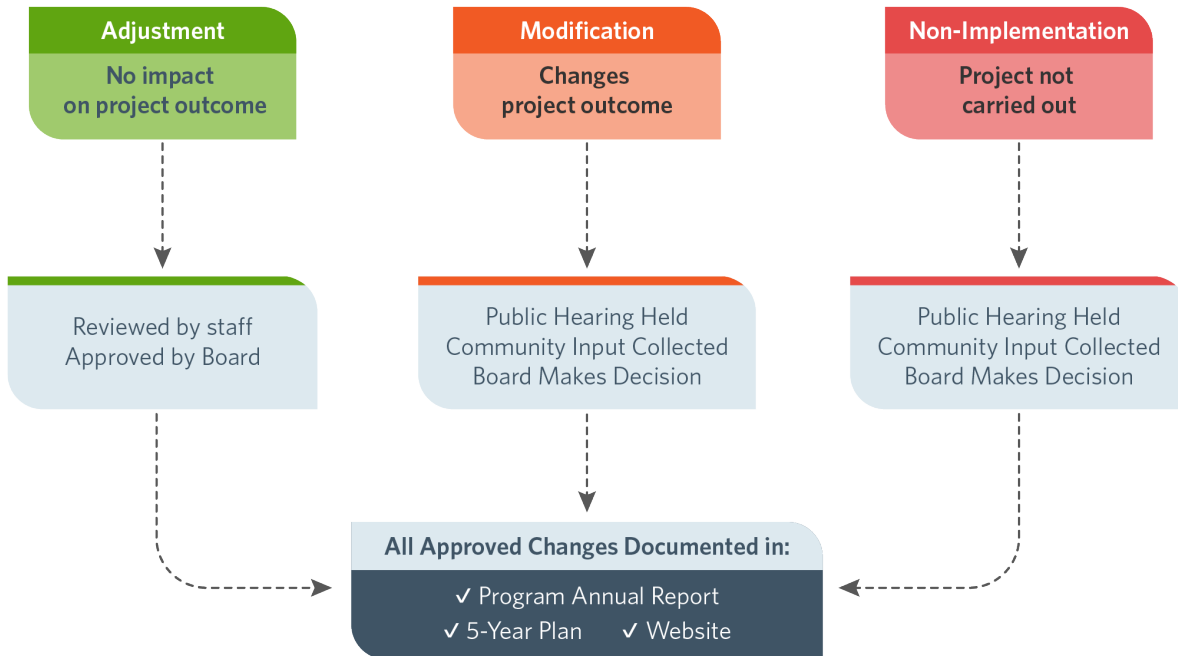 Adjustment
No impact
on project outcome
Modification
Changes
project outcome
Non-Implementation
Project not
carried out
Reviewed by staff
Approved by Board
Public Hearing Held
Community Input Collected
Board Makes Decision
Public Hearing Held
Community Input Collected
Board Makes Decision
All Approved Changes Documented in:
✓ Program Annual Report
✓ 5-Year Plan ✓ Website